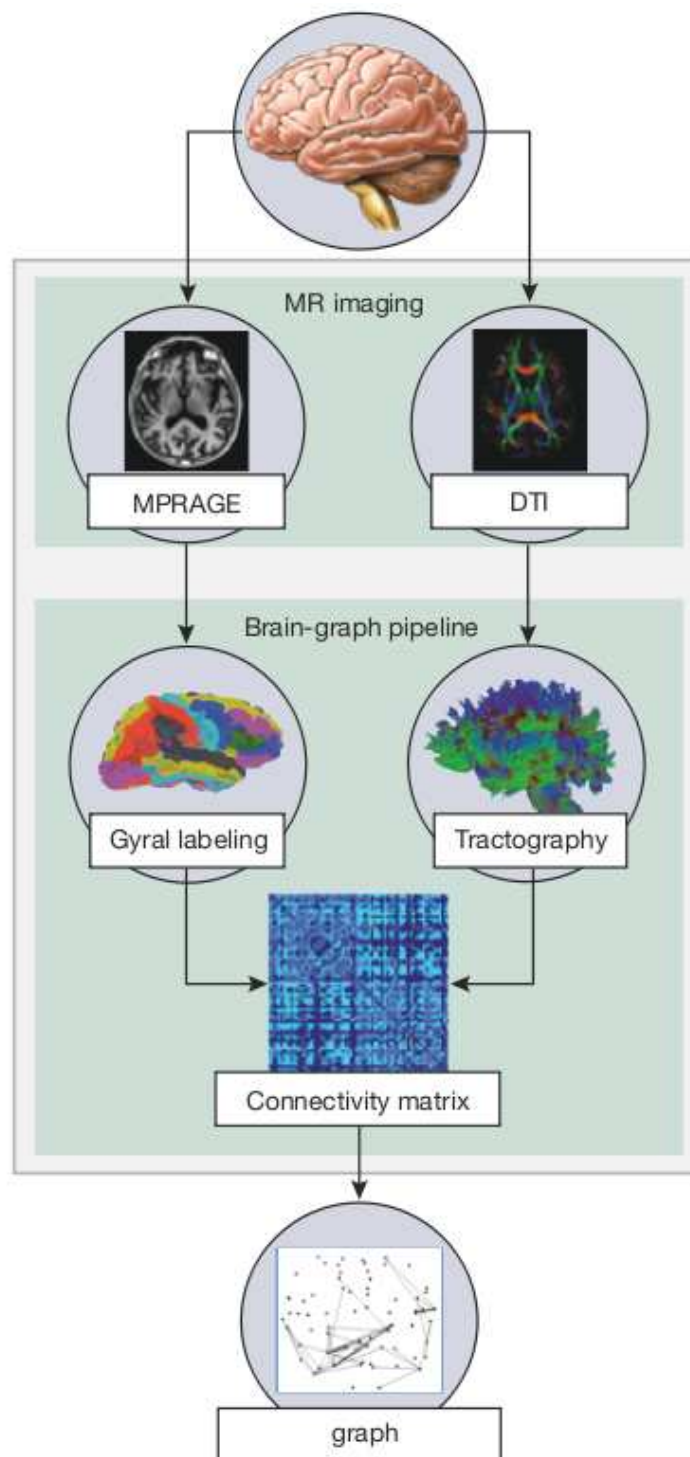 MR imaging
MPRAGE
DTI
Brain-graph pipeline
Gyral labeling
Tractography
Connectivity matrix
graph